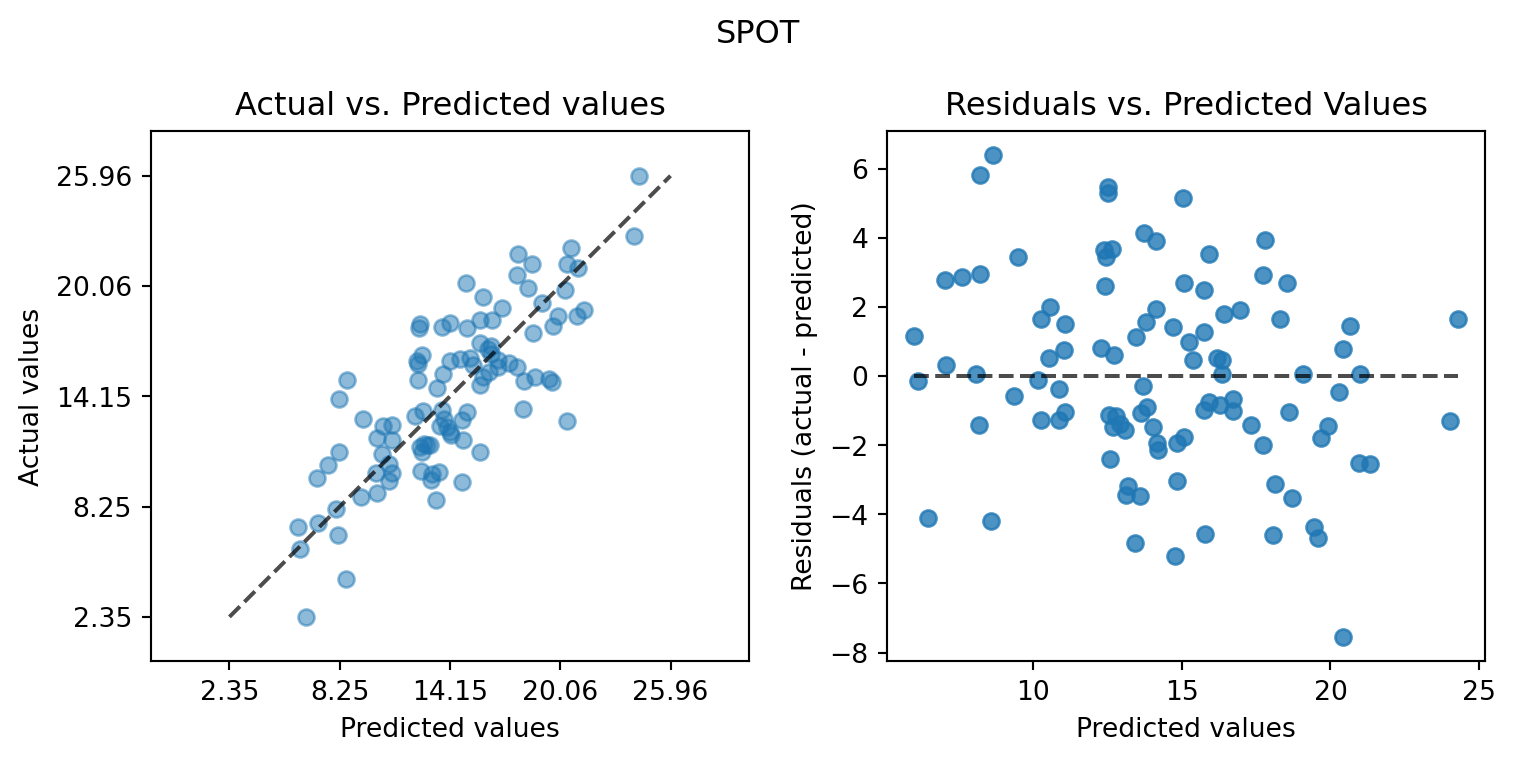 SPOT
Actual vs. Predicted values
Actual values
25.96
20.06
14.15
8.25
2.35
2.35 8.25 14.15 20.06 25.96
Predicted values
Residuals vs. Predicted Values
Residuals (actual - predicted)
6
4
2
0
−2
−4
−6
−8
10 15 20 25
Predicted values